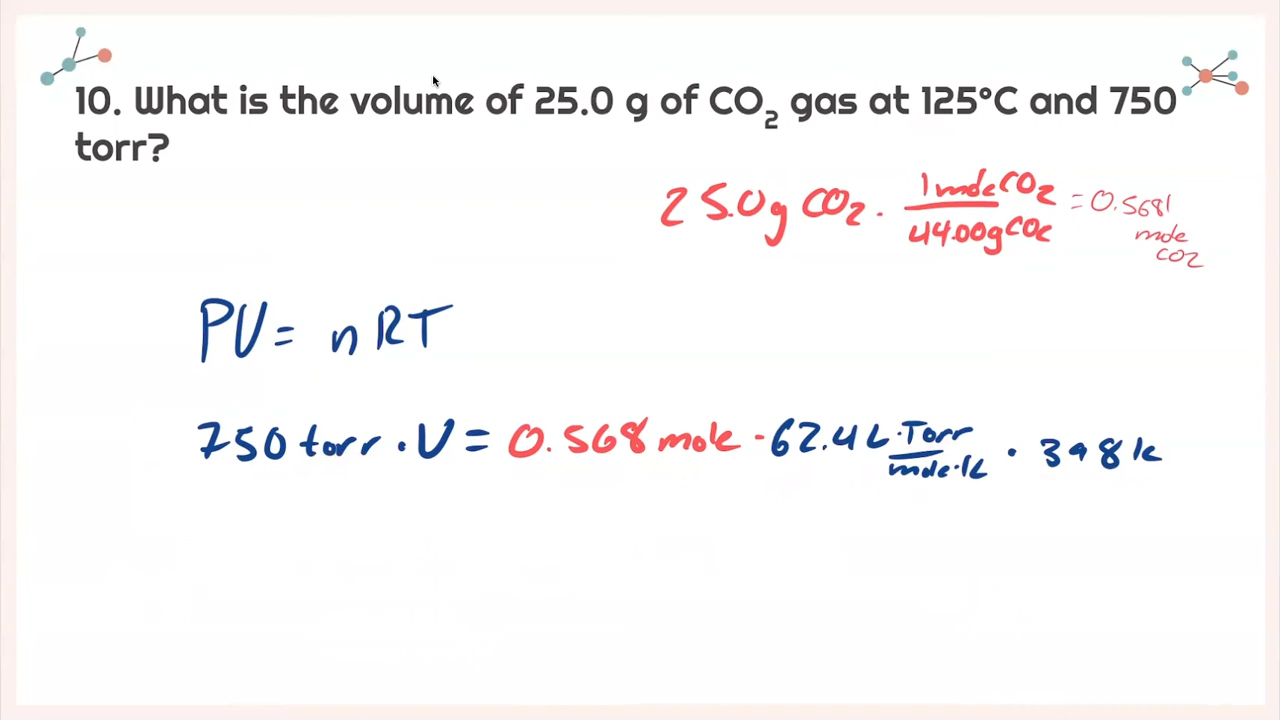 10. What is the volume of 25.0 g of CO₂ gas at 125°C and 750
torr?
25.0g CO₂ · 1 mole CO₂ / 44.00g CO₂ = 0.5681 mole CO₂
PV = nRT
750 torr · V = 0.568 mole · 62.4 L·Torr / mole·K · 398 K